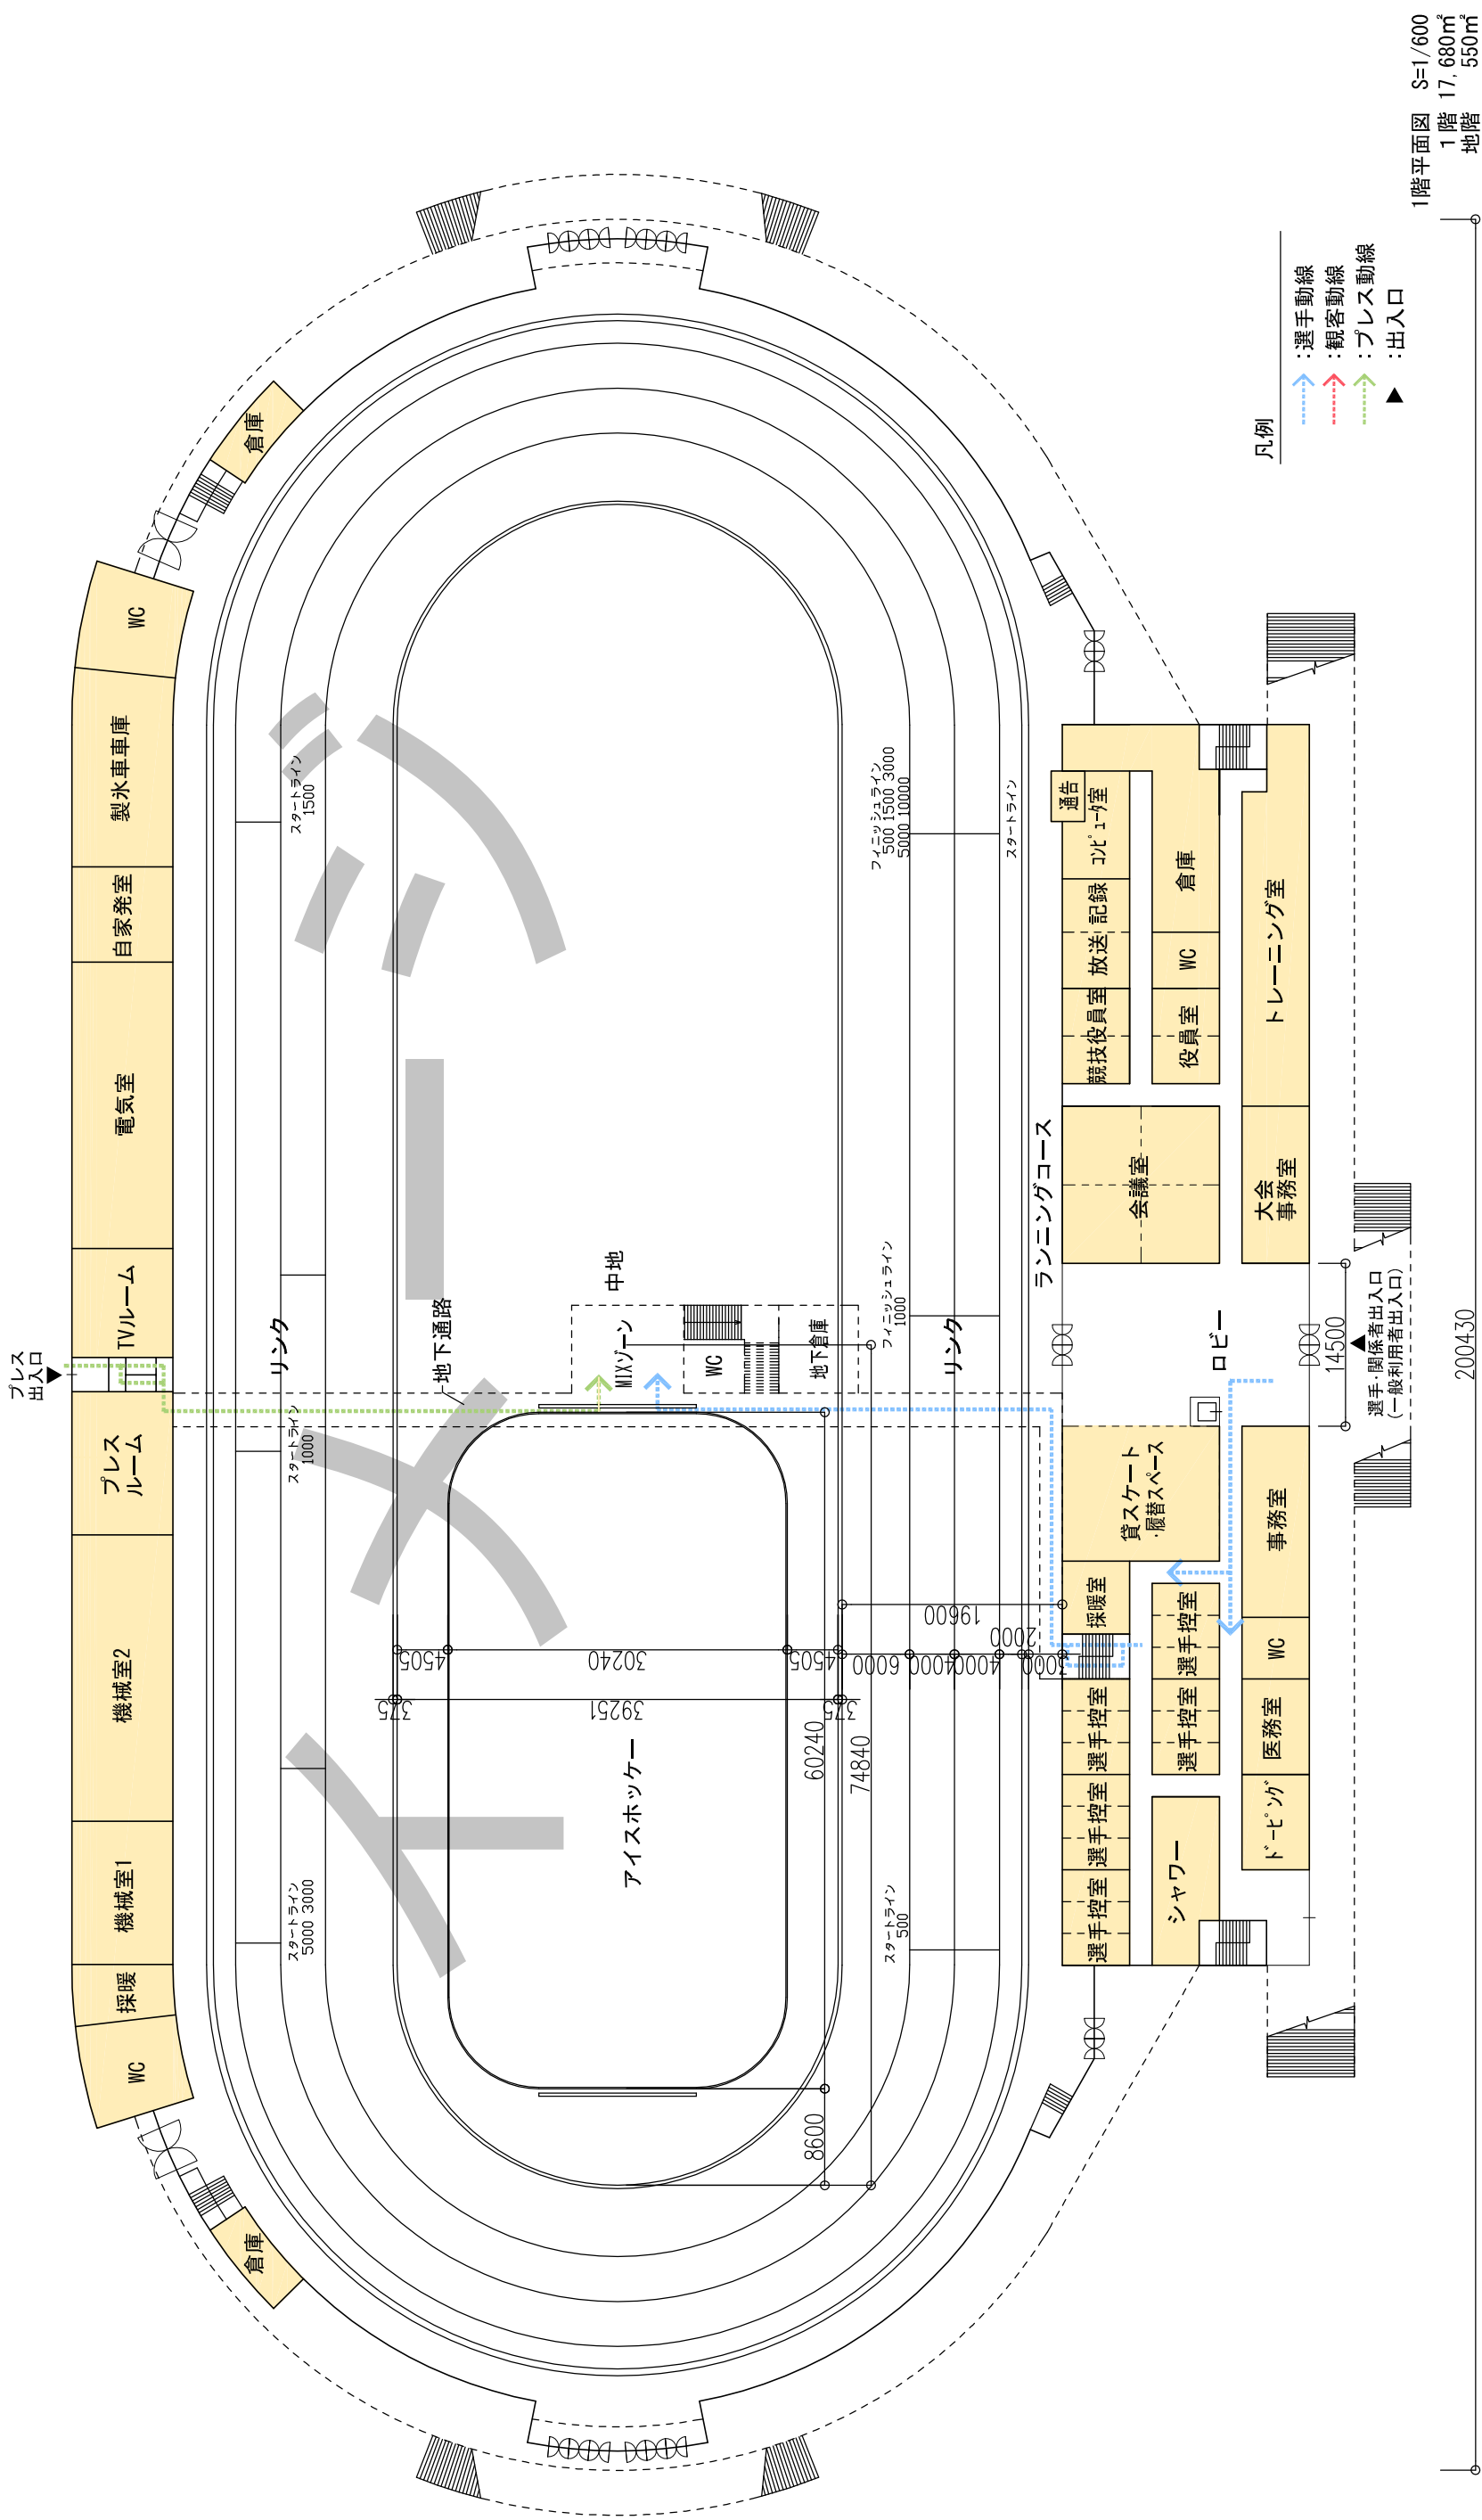 1階平面図 S=1/600
1階 17,680㎡
地階 550㎡
凡例
:選手動線
:観客動線
:プレス動線
:出入口
プレス
出入口
WC
採暖
機械室1
機械室2
プレス
ルーム
TVルーム
電気室
自家発室
製氷車車庫
WC
倉庫
倉庫
イメージ
スタートライン
5000 3000
スタートライン
1000
リンク
スタートライン
1500
地下通路
中地
MIXゾーン
WC
地下倉庫
アイスホッケー
4505
30240
4505
375
39251
375
60240
8600
74840
6000
4000
4000
2000
3000
19600
スタートライン
500
フィニッシュライン
1000
リンク
フィニッシュライン
500 1500 3000
5000 10000
スタートライン
ランニングコース
選手控室
選手控室
選手控室
採暖室
貸スケート
・履替スペース
会議室
競技役員室
放送
記録
コンピュータ室
通告
シャワー
選手控室
選手控室
ロビー
役員室
WC
倉庫
ドーピング
医務室
WC
事務室
大会
事務室
トレーニング室
14500
選手・関係者出入口
(一般利用者出入口)
200430